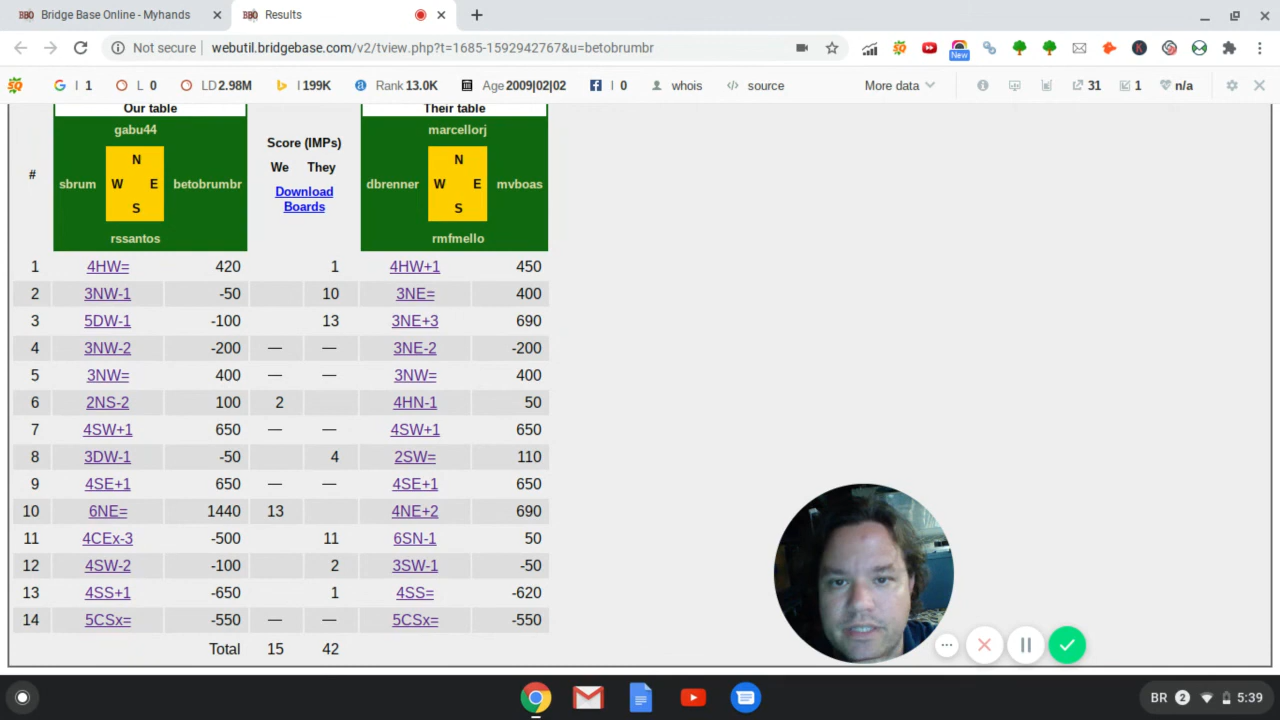 Bridge Base Online - Myhands
Results
Not secure webutil.bridgebase.com/v2/tview.php?t=1685-1592942767&u=betobrumbr
New
I 1 L 0 LD 2.98M I 199K Rank 13.0K Age 2009|02|02 I 0 whois source More data 31 1 n/a
Our table Their table
gabu44 marcellorj
Score (IMPs)
N N
We They
# sbrum W E betobrumbr dbrenner W E mvboas
Download
Boards
S S
rssantos rmfmello
1 4HW= 420 1 4HW+1 450
2 3NW-1 -50 10 3NE= 400
3 5DW-1 -100 13 3NE+3 690
4 3NW-2 -200 — — 3NE-2 -200
5 3NW= 400 — — 3NW= 400
6 2NS-2 100 2 4HN-1 50
7 4SW+1 650 — — 4SW+1 650
8 3DW-1 -50 4 2SW= 110
9 4SE+1 650 — — 4SE+1 650
10 6NE= 1440 13 4NE+2 690
11 4CEx-3 -500 11 6SN-1 50
12 4SW-2 -100 2 3SW-1 -50
13 4SS+1 -650 1 4SS= -620
14 5CSx= -550 — — 5CSx= -550
Total 15 42
BR 2 5:39